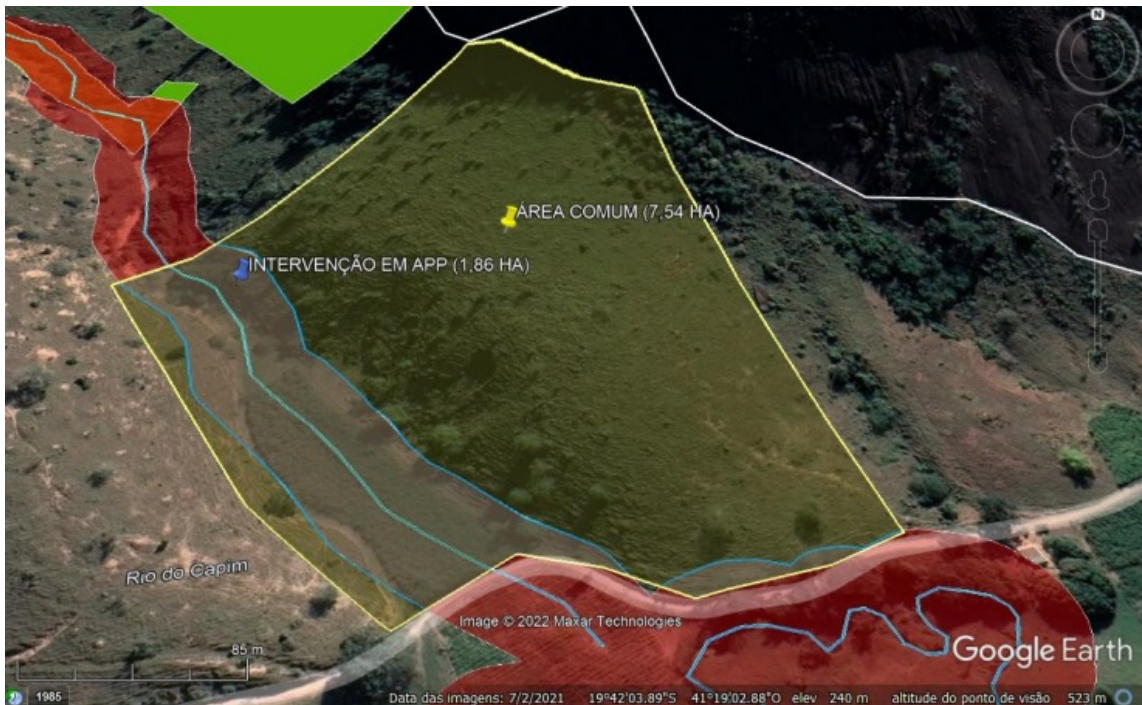 N
ÁREA COMUM (7,54 HA)
INTERVENÇÃO EM APP (1,86 HA)
Rio do Capim
Image © 2022 Maxar Technologies
85 m
Google Earth
1985
Data das imagens: 7/2/2021 19°42'03.89"S 41°19'02.88"O elev 240 m altitude do ponto de visão 523 m